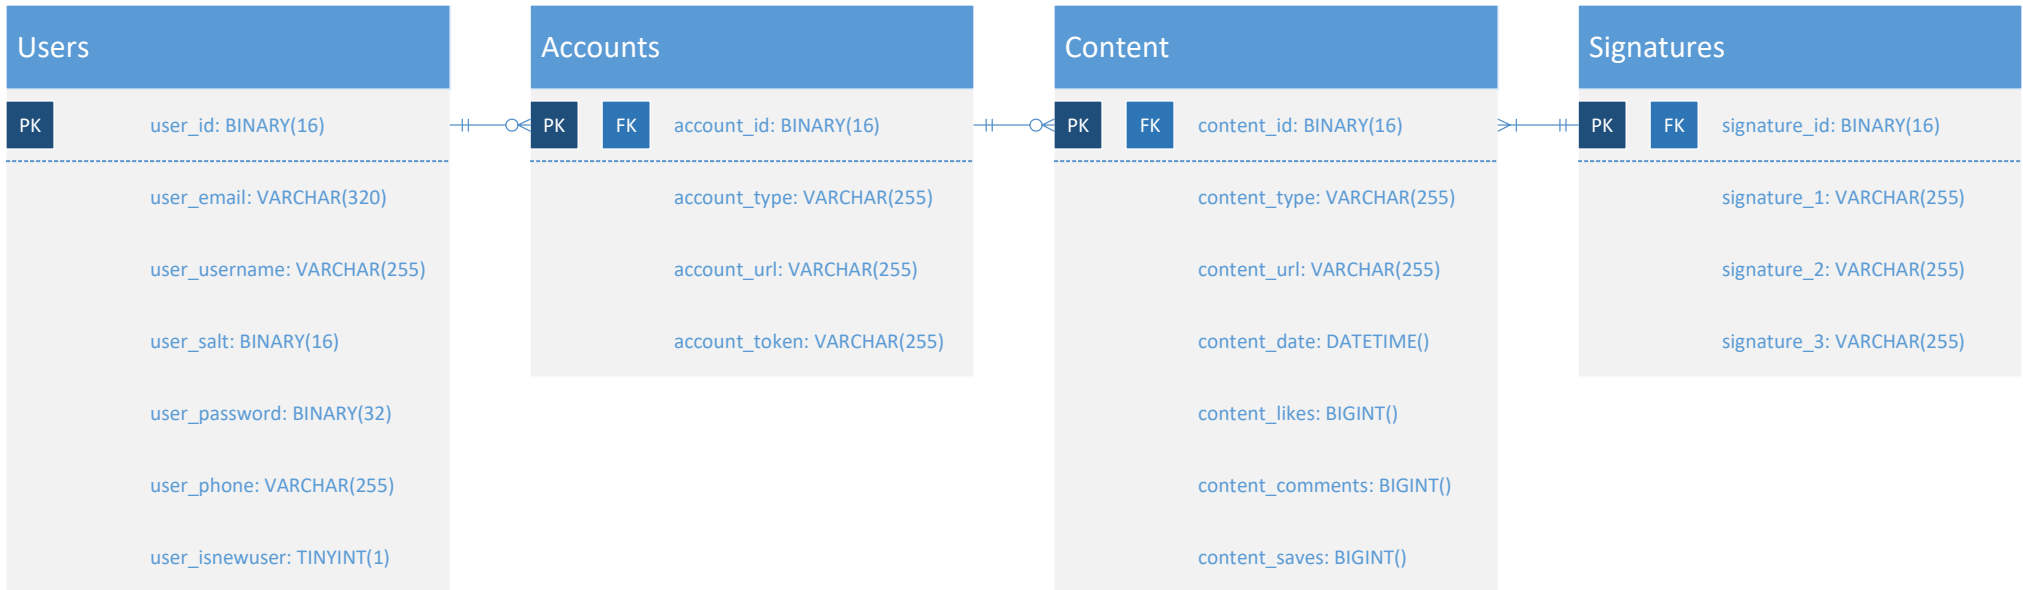 Users
PK user_id: BINARY(16)
user_email: VARCHAR(320)
user_username: VARCHAR(255)
user_salt: BINARY(16)
user_password: BINARY(32)
user_phone: VARCHAR(255)
user_isnewuser: TINYINT(1)
Accounts
PK FK account_id: BINARY(16)
account_type: VARCHAR(255)
account_url: VARCHAR(255)
account_token: VARCHAR(255)
Content
PK FK content_id: BINARY(16)
content_type: VARCHAR(255)
content_url: VARCHAR(255)
content_date: DATETIME()
content_likes: BIGINT()
content_comments: BIGINT()
content_saves: BIGINT()
Signatures
PK FK signature_id: BINARY(16)
signature_1: VARCHAR(255)
signature_2: VARCHAR(255)
signature_3: VARCHAR(255)